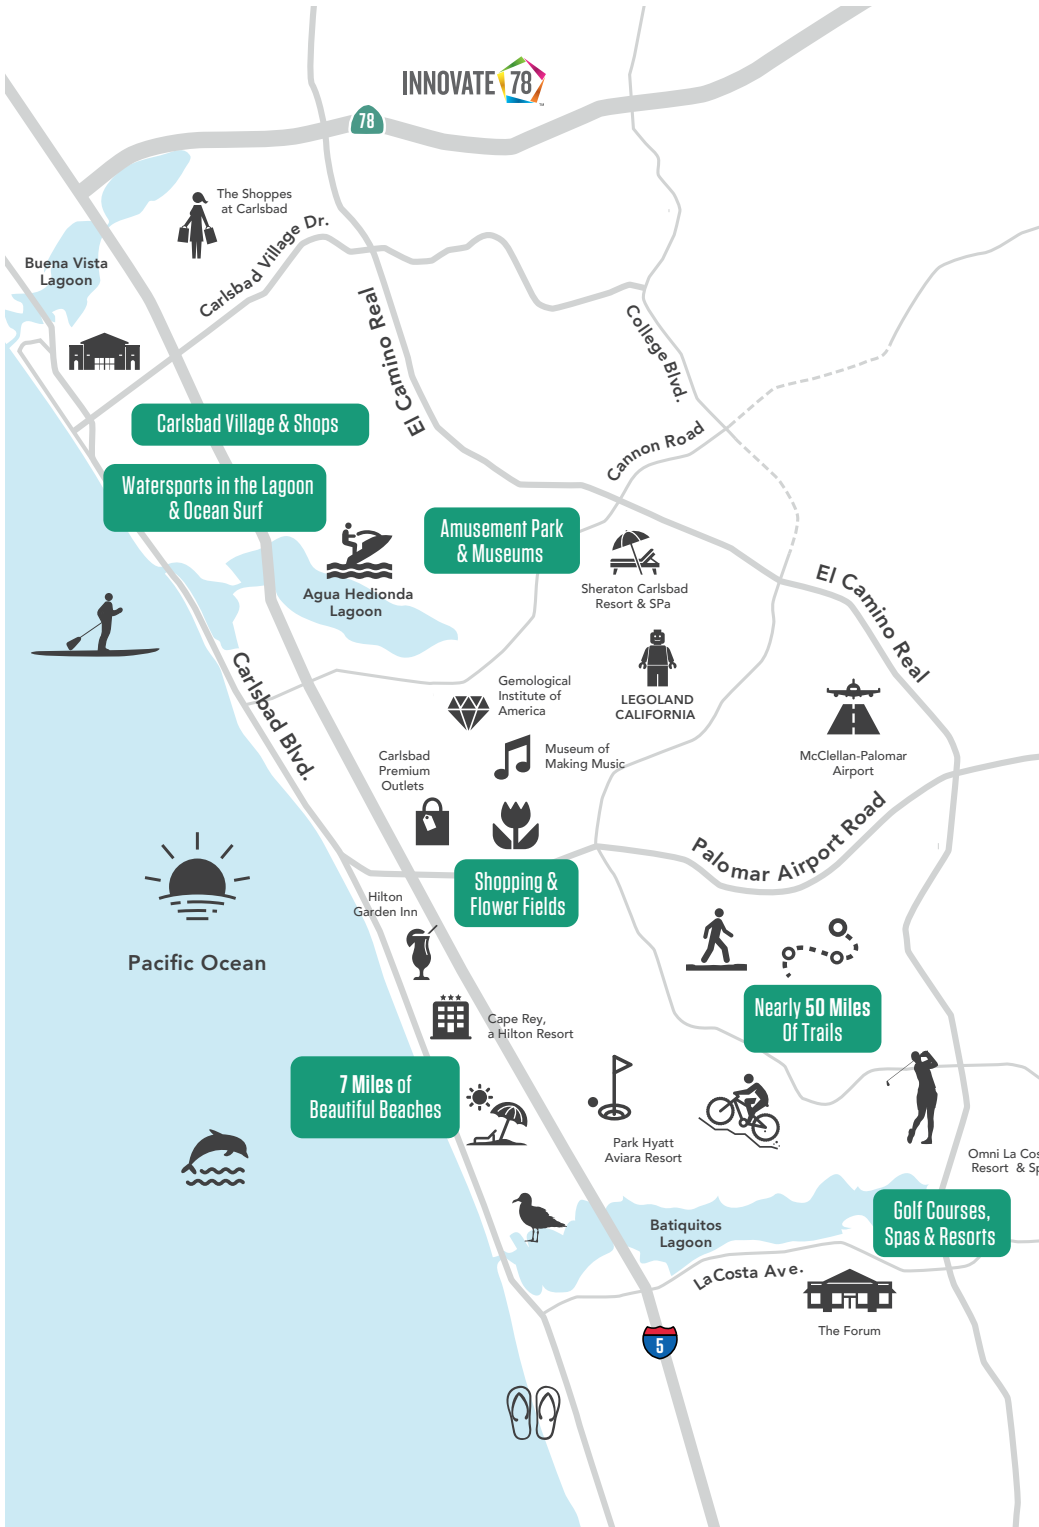 INNOVATE 78
78
The Shoppes
at Carlsbad
Carlsbad Village Dr.
Buena Vista
Lagoon
El Camino Real
College Blvd.
Carlsbad Village & Shops
Cannon Road
Watersports in the Lagoon
& Ocean Surf
Amusement Park
& Museums
Agua Hedionda
Lagoon
Sheraton Carlsbad
Resort & SPa
El Camino Real
Carlsbad Blvd.
Gemological
Institute of
America
LEGOLAND
CALIFORNIA
Museum of
Making Music
Carlsbad
Premium
Outlets
McClellan-Palomar
Airport
Palomar Airport Road
Shopping &
Flower Fields
Hilton
Garden Inn
Pacific Ocean
Cape Rey,
a Hilton Resort
Nearly 50 Miles
Of Trails
7 Miles of
Beautiful Beaches
Park Hyatt
Aviara Resort
Omni La Cos
Resort & Sp
Golf Courses,
Spas & Resorts
Batiquitos
Lagoon
La Costa Ave.
The Forum
5